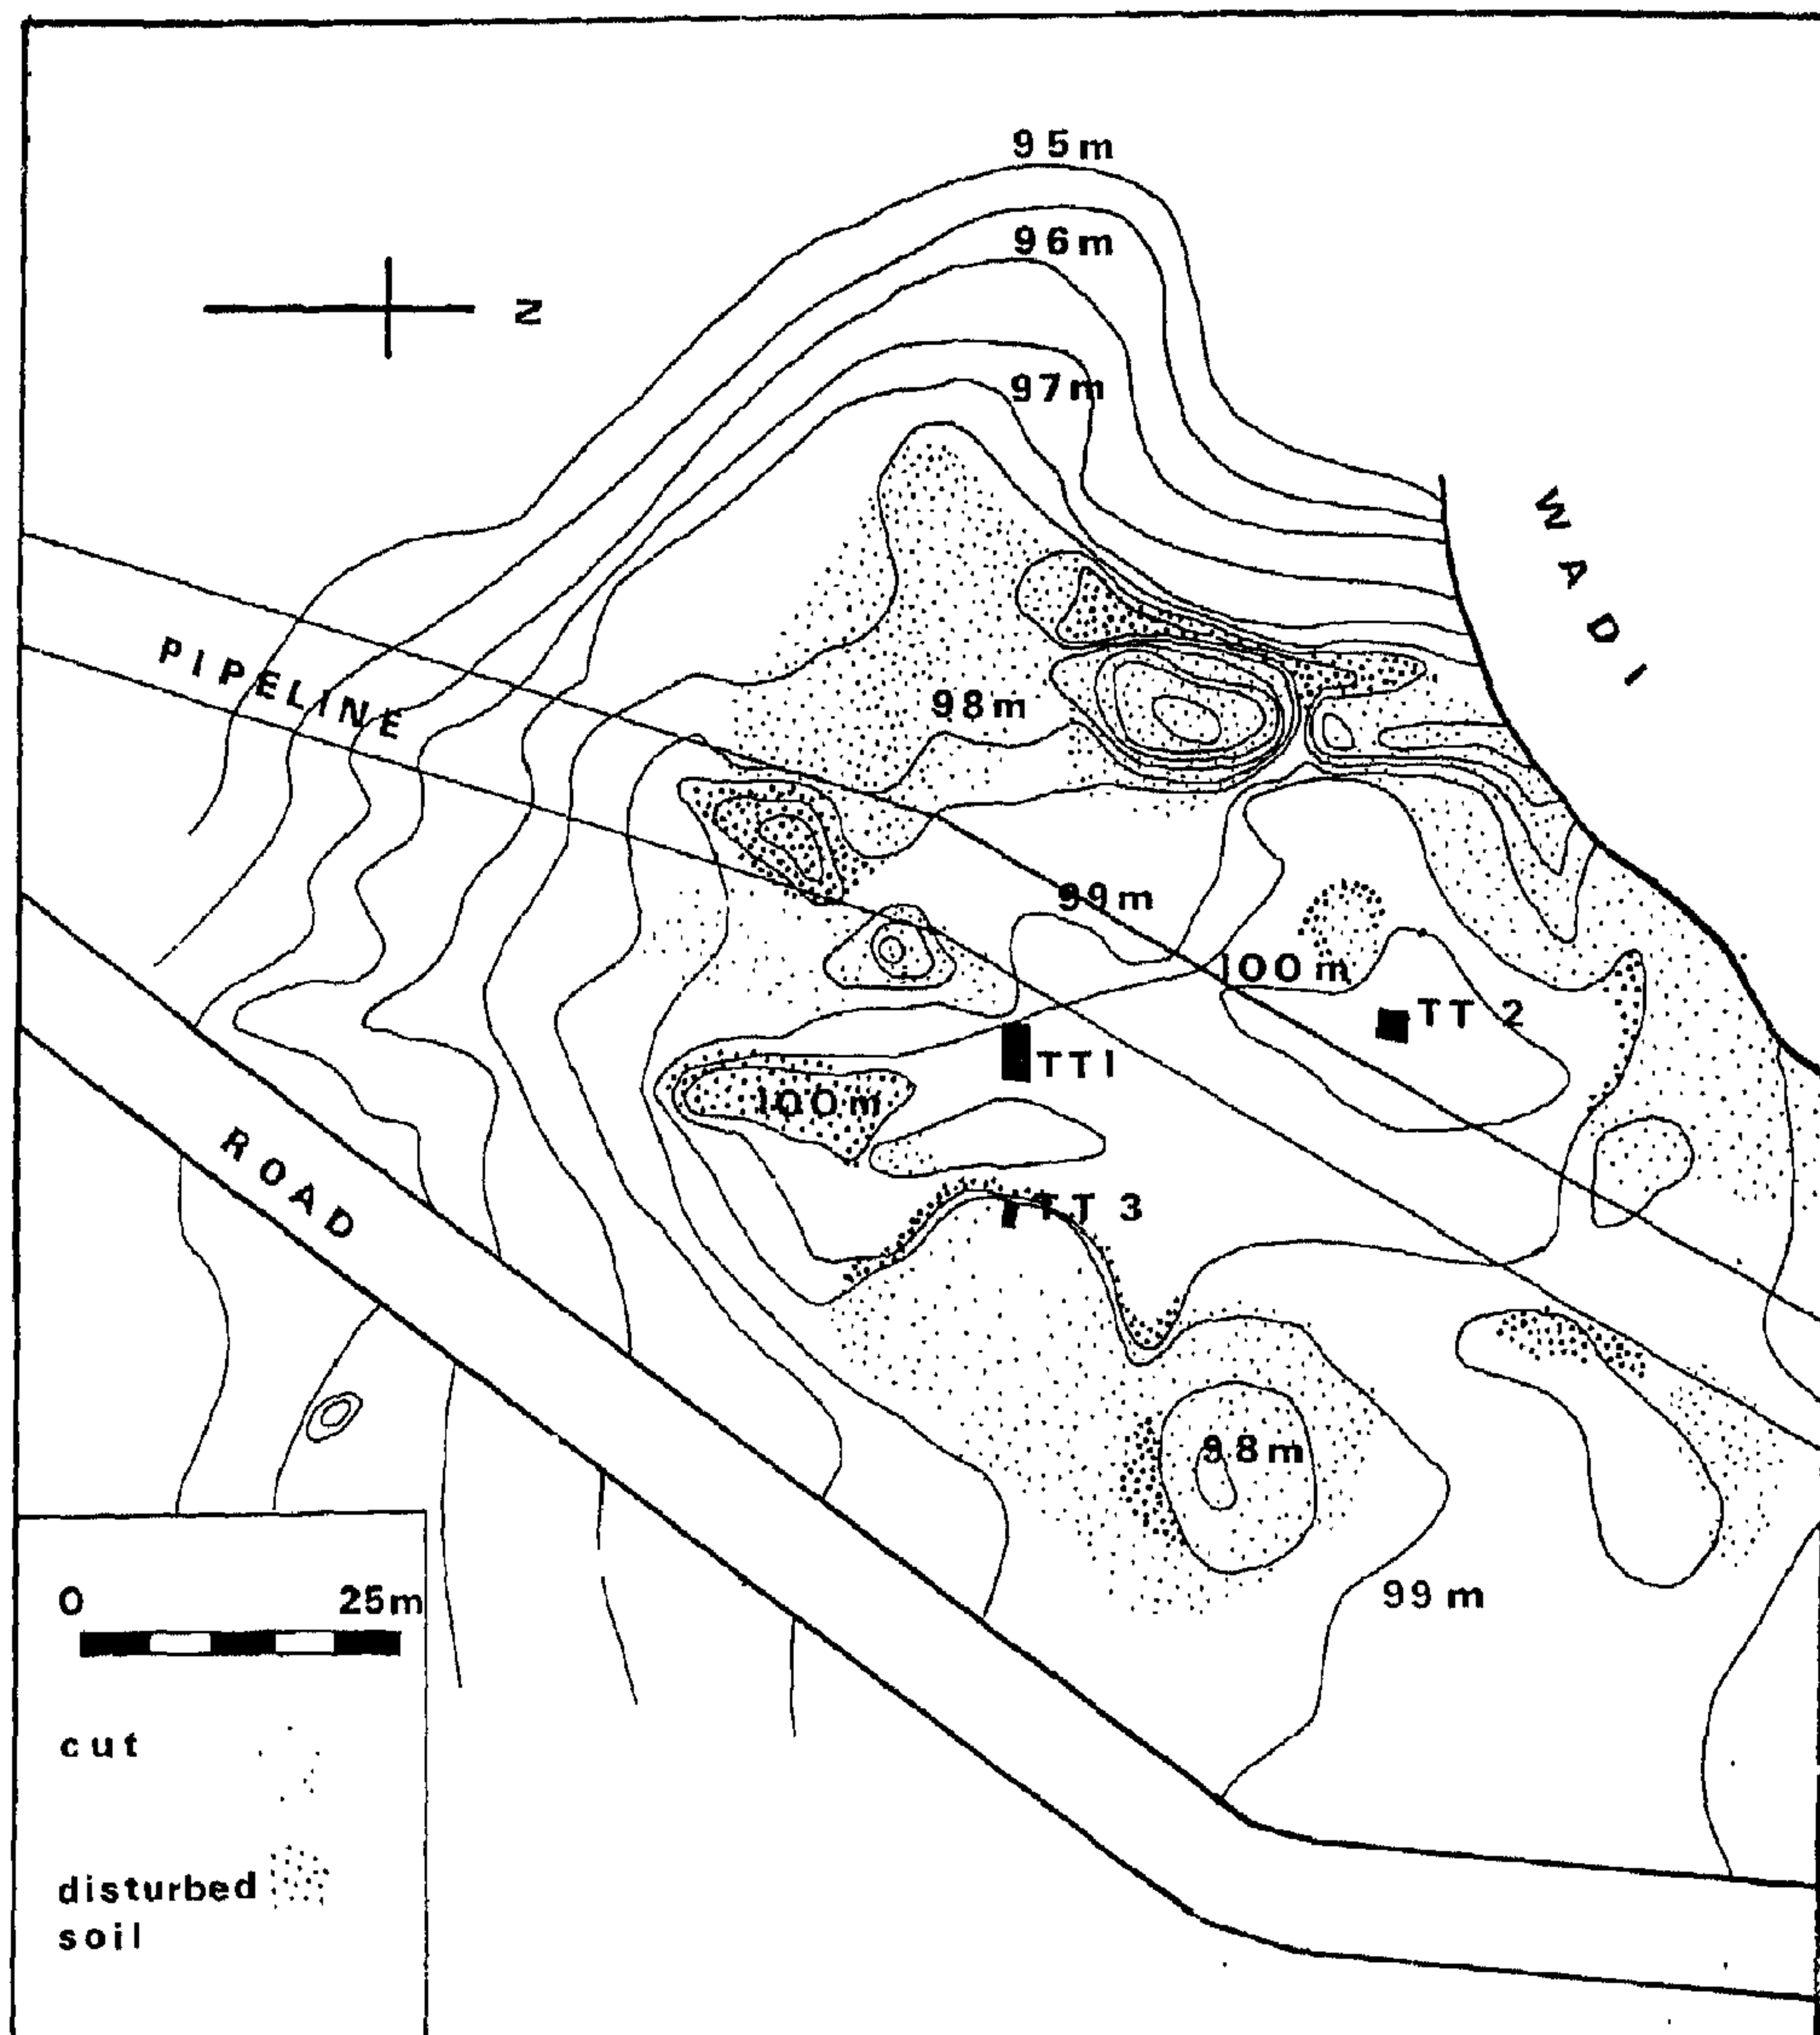 95m
96m
N
97m
WADI
PIPELINE
98m
99m
100m
TT 2
TT1
100m
ROAD
TT 3
98m
99 m
0 25m
cut
disturbed
soil